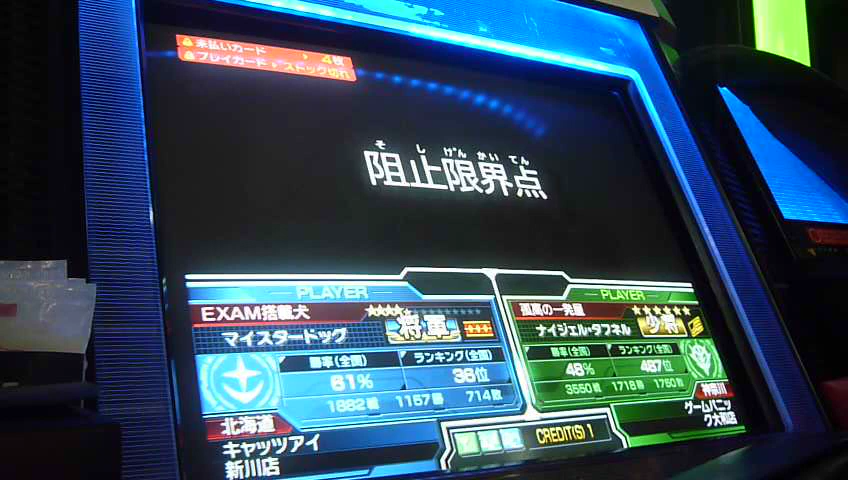 未払いカード 4枚
プレイカード ストック切れ
そ し げん かい てん
阻止限界点
PLAYER
EXAM搭載犬
マイスタードッグ
将軍
勝率(全国)
61%
ランキング(全国)
36位
1882戦 1157勝 714敗
北海道
キャッツアイ
新川店
PLAYER
孤高の一発屋
ナイジェル・ダフネル
少将
勝率(全国)
48%
ランキング(全国)
487位
3550戦 1718勝 1760敗
神奈川
ゲームパニッ
ク大和店
CREDIT(S) 1